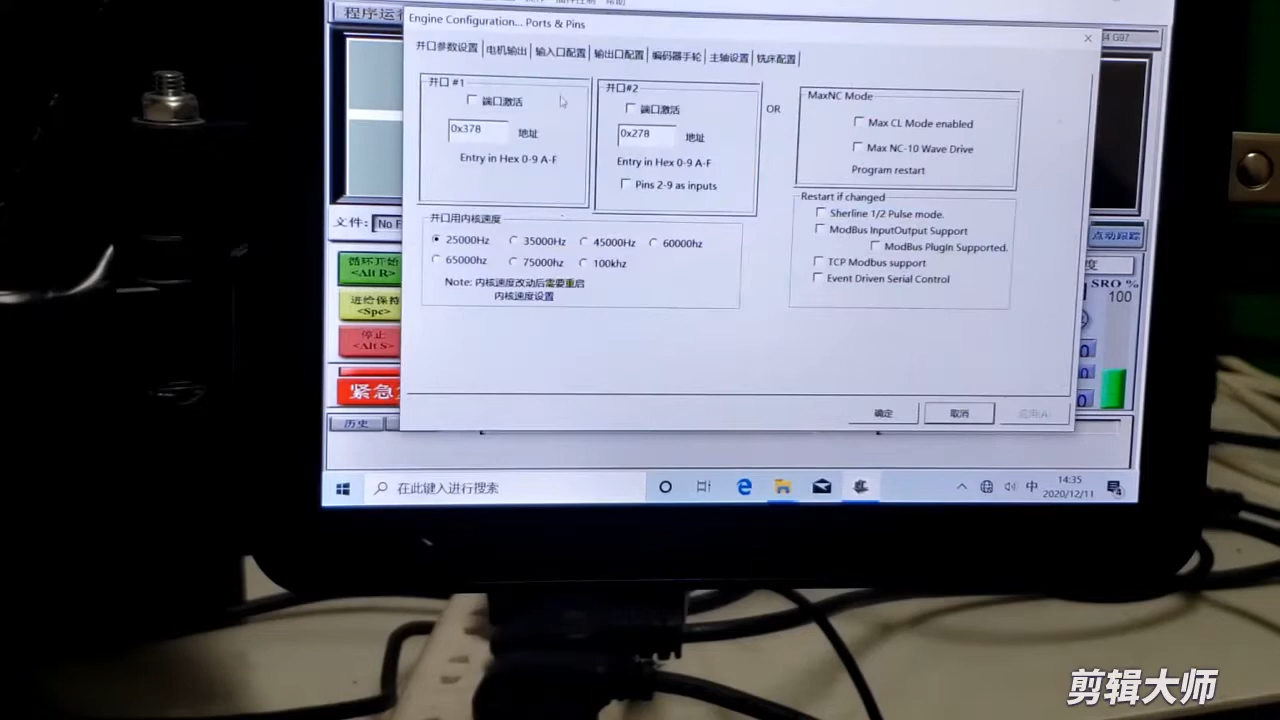 程序运行
Engine Configuration... Ports & Pins
G97
并口参数设置 电机输出 输入口配置 输出口配置 编码器手轮 主轴设置 铣床配置
并口 #1
端口激活
0x378 地址
Entry in Hex 0-9 A-F
并口#2
端口激活
0x278 地址
Entry in Hex 0-9 A-F
Pins 2-9 as inputs
OR
MaxNC Mode
Max CL Mode enabled
Max NC-10 Wave Drive
Program restart
Restart if changed
Sherline 1/2 Pulse mode.
ModBus InputOutput Support
ModBus PlugIn Supported.
TCP Modbus support
Event Driven Serial Control
并口用内核速度
25000Hz 35000Hz 45000Hz 60000hz
65000hz 75000hz 100khz
Note: 内核速度改动后需要重启
内核速度设置
文件: No F
循环开始
<Alt R>
进给保持
<Spc>
停止
<Alt S>
紧急
历史
点动跟踪
度
SRO %
100
确定 取消 应用(A)
在此键入进行搜索
中
14:35
2020/12/11
4
剪辑大师